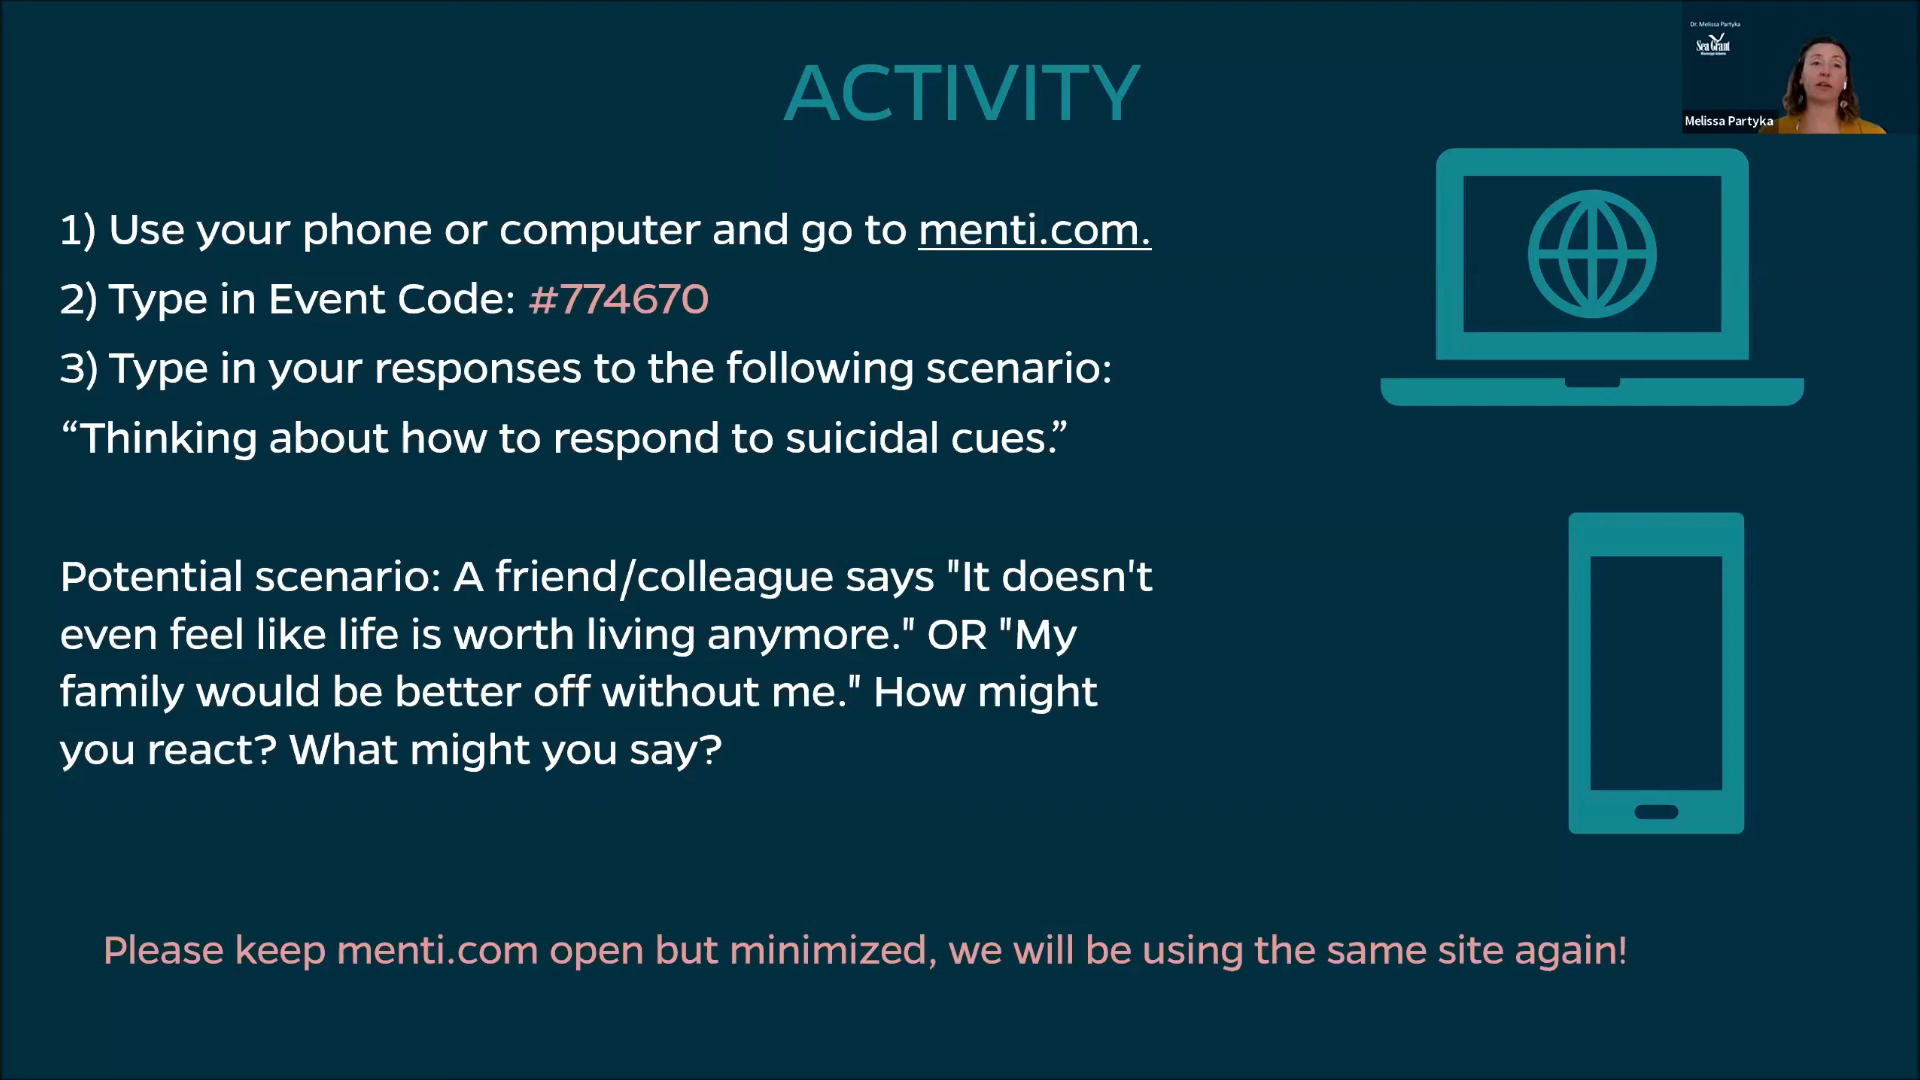 Dr. Melissa Partyka
Sea Grant
Melissa Partyka
ACTIVITY
1) Use your phone or computer and go to menti.com.
2) Type in Event Code: #774670
3) Type in your responses to the following scenario:
“Thinking about how to respond to suicidal cues.”
Potential scenario: A friend/colleague says "It doesn't
even feel like life is worth living anymore." OR "My
family would be better off without me." How might
you react? What might you say?
Please keep menti.com open but minimized, we will be using the same site again!